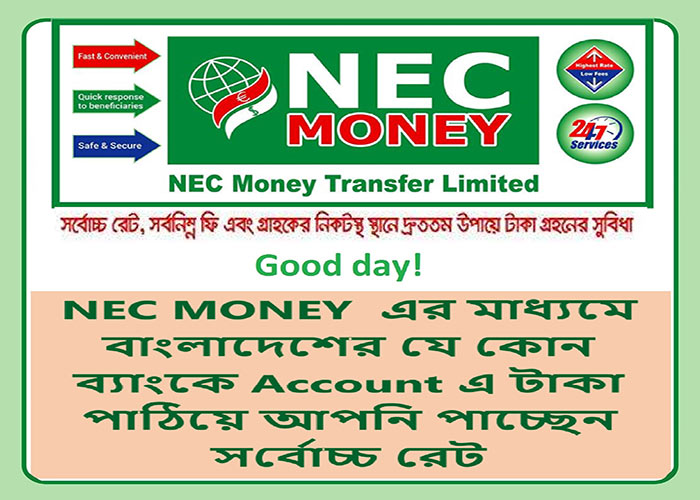 Fast & Convenient
Quick response
to beneficiaries
Safe & Secure
NEC
MONEY
Highest Rate
Low Fees
24 7
Services
NEC Money Transfer Limited
সর্বোচ্চ রেট, সর্বনিম্ন ফি এবং গ্রাহকের নিকটস্থ স্থানে দ্রুততম উপায়ে টাকা গ্রহনের সুবিধা
Good day!
NEC MONEY এর মাধ্যমে
বাংলাদেশের যে কোন
ব্যাংকে Account এ টাকা
পাঠিয়ে আপনি পাচ্ছেন
সর্বোচ্চ রেট